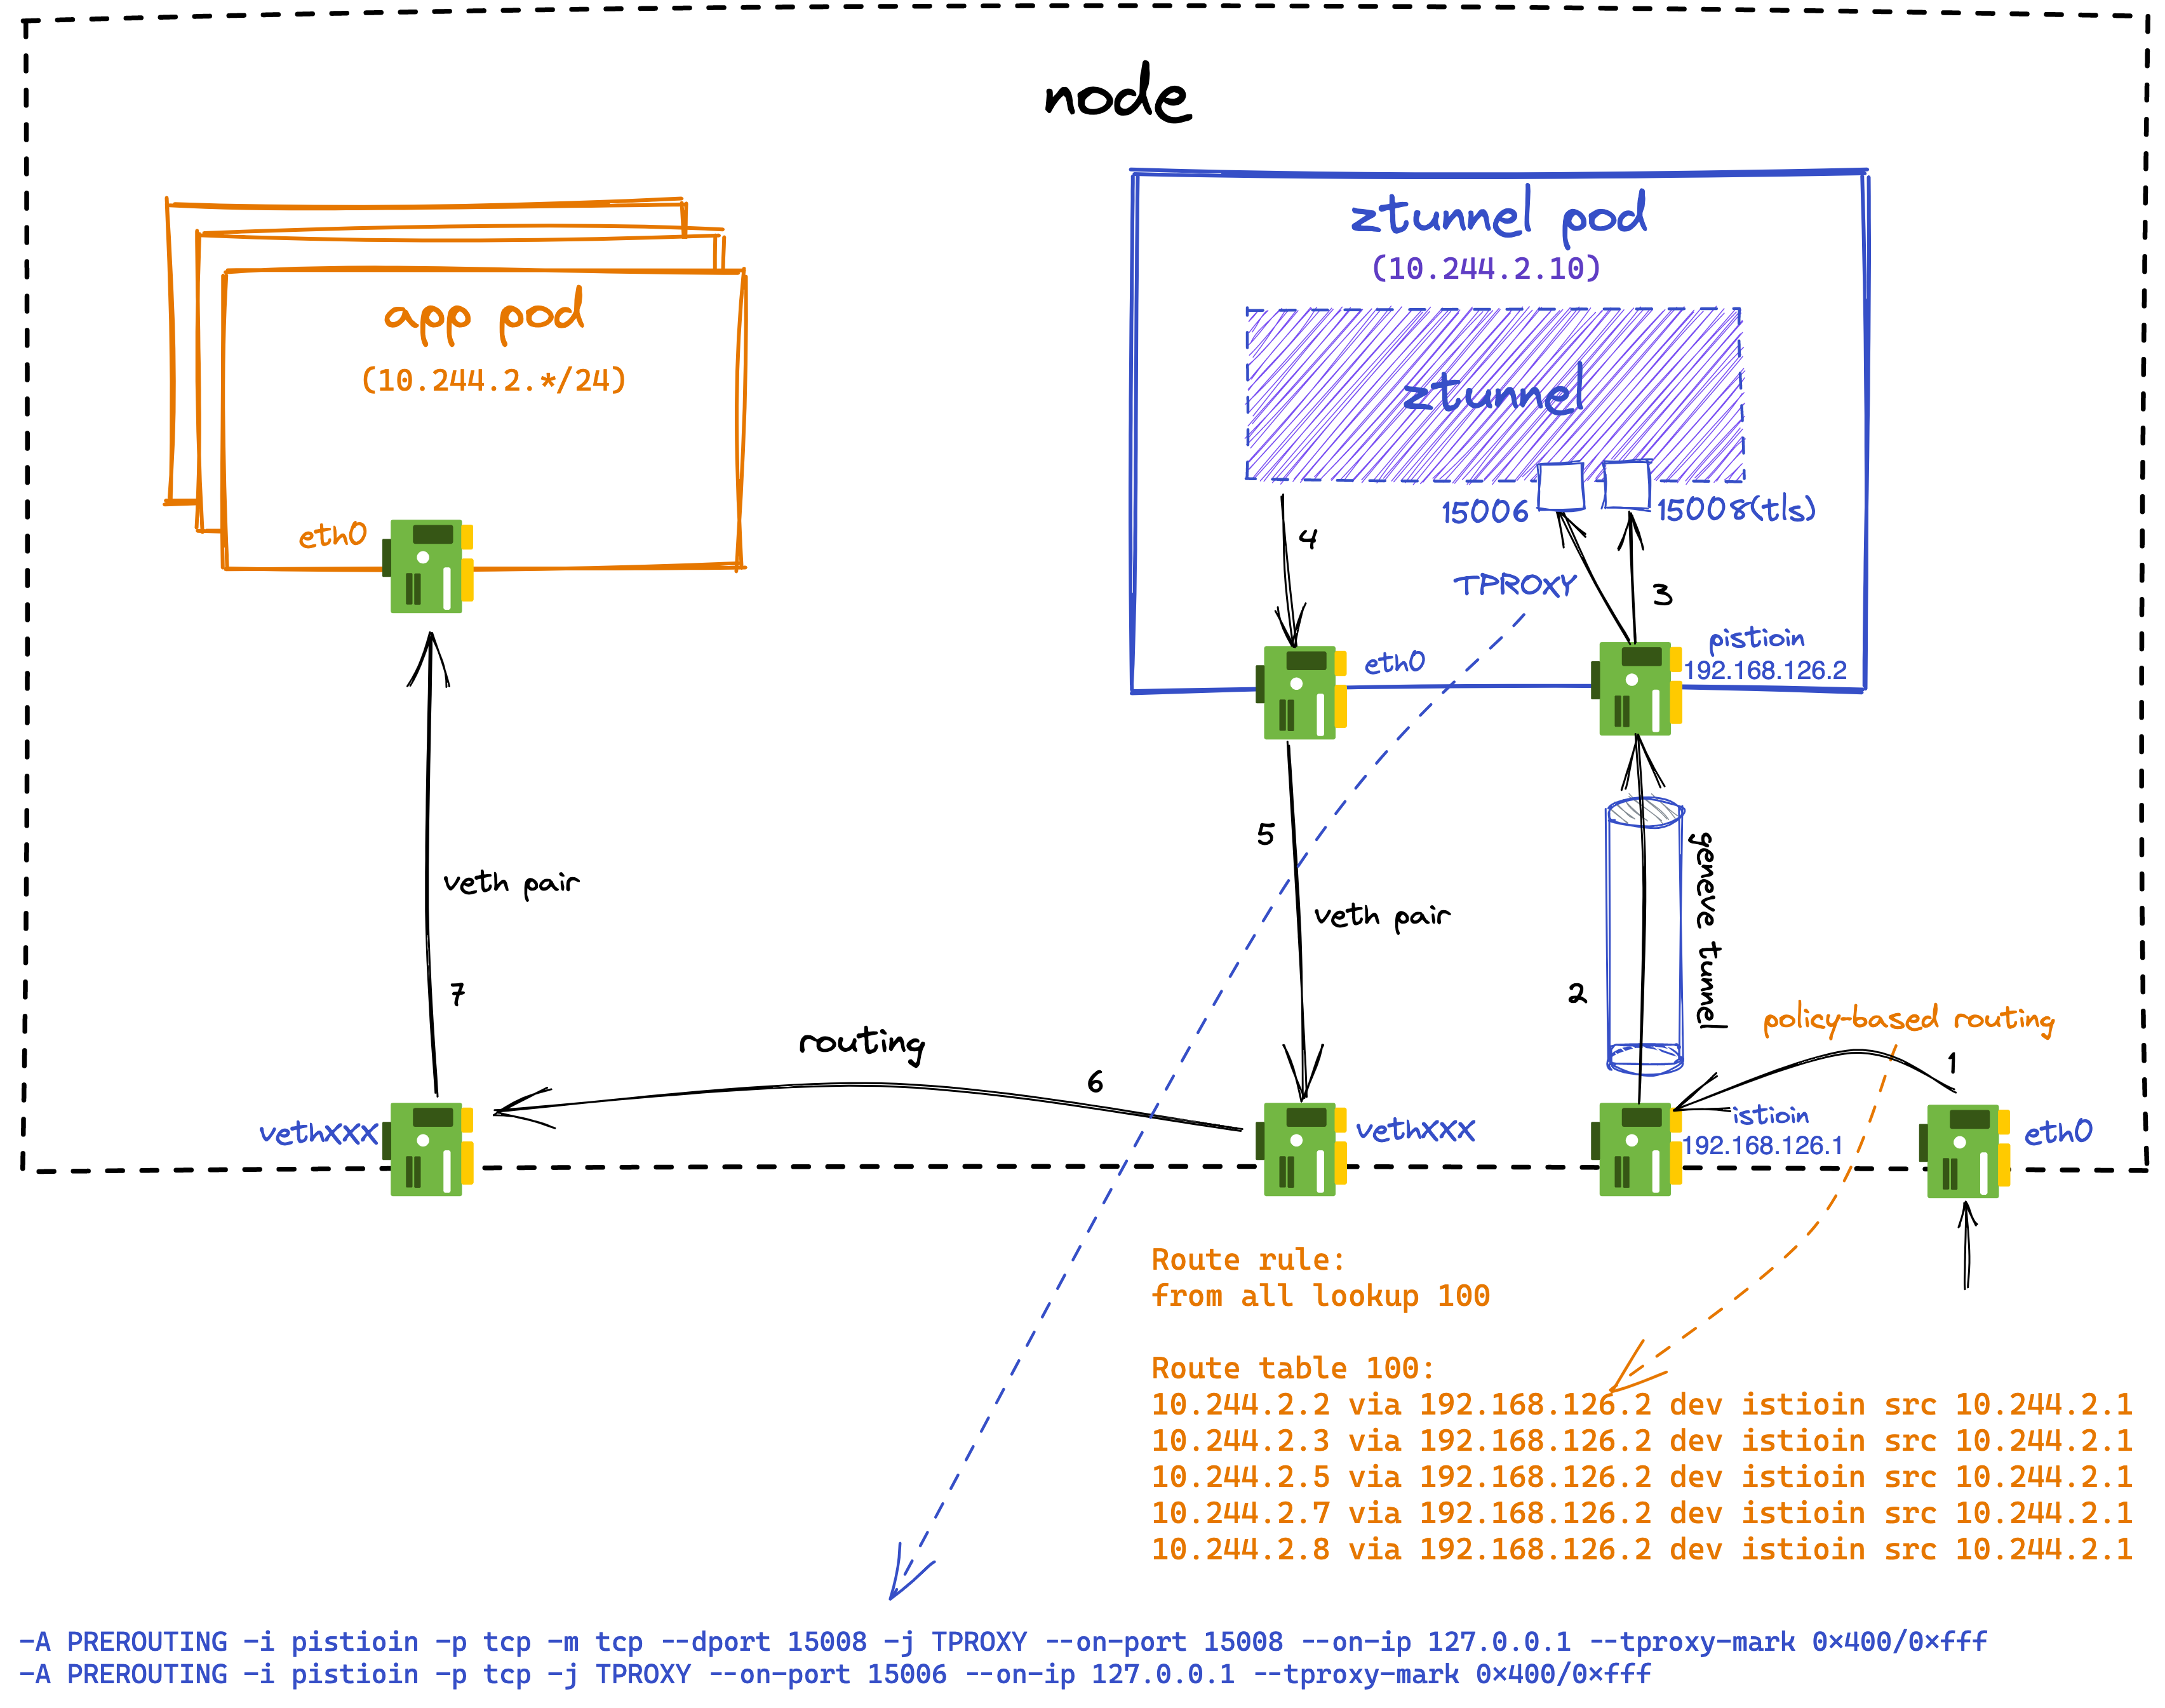 node
ztunnel pod
(10.244.2.10)
app pod
(10.244.2.*/24)
ztunnel
15006
15008(tls)
eth0
4
TPROXY
3
pistioin
192.168.126.2
eth0
5
veth pair
veth pair
geneve tunnel
7
2
policy-based routing
routing
6
1
vethXXX
vethXXX
istioin
192.168.126.1
eth0
Route rule:
from all lookup 100
Route table 100:
10.244.2.2 via 192.168.126.2 dev istioin src 10.244.2.1
10.244.2.3 via 192.168.126.2 dev istioin src 10.244.2.1
10.244.2.5 via 192.168.126.2 dev istioin src 10.244.2.1
10.244.2.7 via 192.168.126.2 dev istioin src 10.244.2.1
10.244.2.8 via 192.168.126.2 dev istioin src 10.244.2.1
-A PREROUTING -i pistioin -p tcp -m tcp --dport 15008 -j TPROXY --on-port 15008 --on-ip 127.0.0.1 --tproxy-mark 0×400/0×fff
-A PREROUTING -i pistioin -p tcp -j TPROXY --on-port 15006 --on-ip 127.0.0.1 --tproxy-mark 0×400/0×fff